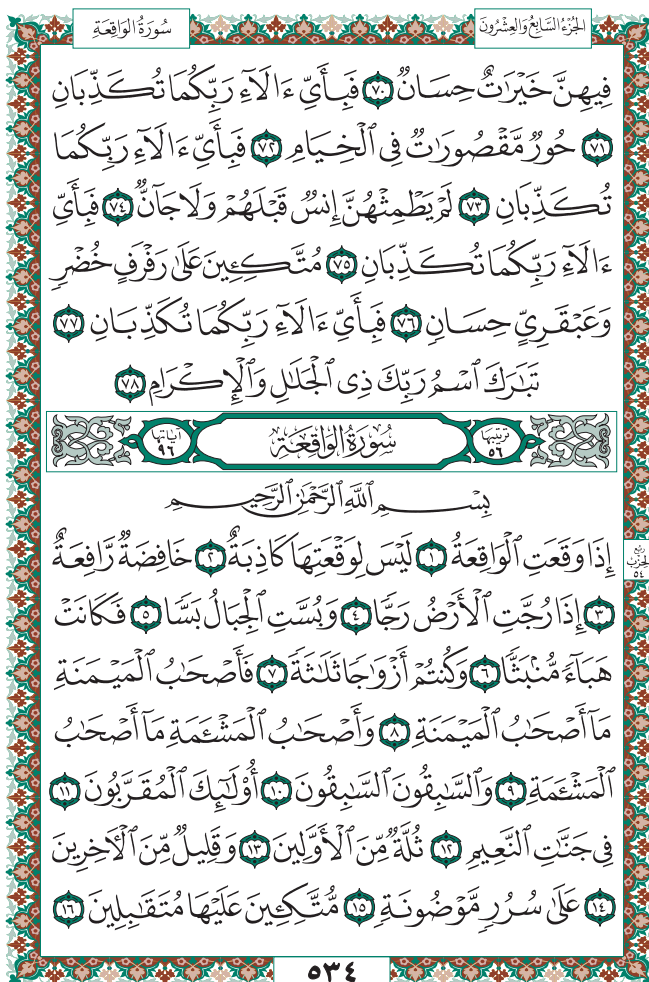 سُورَةُ الوَاقِعَةِ
الجُزْءُ السَّابِعُ وَالعِشْرُونَ
فِيهِنَّ خَيْرَٰتٌ حِسَانٌ ٧٠ فَبِأَيِّ ءَالَآءِ رَبِّكُمَا تُكَذِّبَانِ
٧١ حُورٌ مَّقْصُورَٰتٌ فِي ٱلْخِيَامِ ٧٢ فَبِأَيِّ ءَالَآءِ رَبِّكُمَا
تُكَذِّبَانِ ٧٣ لَمْ يَطْمِثْهُنَّ إِنسٌ قَبْلَهُمْ وَلَا جَآنٌّ ٧٤ فَبِأَيِّ
ءَالَآءِ رَبِّكُمَا تُكَذِّبَانِ ٧٥ مُتَّكِـِٔينَ عَلَىٰ رَفْرَفٍ خُضْرٍ
وَعَبْقَرِيٍّ حِسَانٍ ٧٦ فَبِأَيِّ ءَالَآءِ رَبِّكُمَا تُكَذِّبَانِ ٧٧
تَبَٰرَكَ ٱسْمُ رَبِّكَ ذِي ٱلْجَلَٰلِ وَٱلْإِكْرَامِ ٧٨
ترتيبها ٥٦ سُورَةُ الوَاقِعَةِ آياتها ٩٦
بِسْمِ ٱللَّهِ ٱلرَّحْمَٰنِ ٱلرَّحِيمِ
إِذَا وَقَعَتِ ٱلْوَاقِعَةُ ١ لَيْسَ لِوَقْعَتِهَا كَاذِبَةٌ ٢ خَافِضَةٌ رَّافِعَةٌ
٣ إِذَا رُجَّتِ ٱلْأَرْضُ رَجًّا ٤ وَبُسَّتِ ٱلْجِبَالُ بَسًّا ٥ فَكَانَتْ
هَبَآءً مُّنۢبَثًّا ٦ وَكُنتُمْ أَزْوَٰجًا ثَلَٰثَةً ٧ فَأَصْحَٰبُ ٱلْمَيْمَنَةِ
مَآ أَصْحَٰبُ ٱلْمَيْمَنَةِ ٨ وَأَصْحَٰبُ ٱلْمَشْـَٔمَةِ مَآ أَصْحَٰبُ
ٱلْمَشْـَٔمَةِ ٩ وَٱلسَّٰبِقُونَ ٱلسَّٰبِقُونَ ١٠ أُو۟لَٰٓئِكَ ٱلْمُقَرَّبُونَ ١١
فِي جَنَّٰتِ ٱلنَّعِيمِ ١٢ ثُلَّةٌ مِّنَ ٱلْأَوَّلِينَ ١٣ وَقَلِيلٌ مِّنَ ٱلْءَاخِرِينَ
١٤ عَلَىٰ سُرُرٍ مَّوْضُونَةٍ ١٥ مُّتَّكِـِٔينَ عَلَيْهَا مُتَقَٰبِلِينَ ١٦
ربع
الحزب
٥٤
٥٣٤